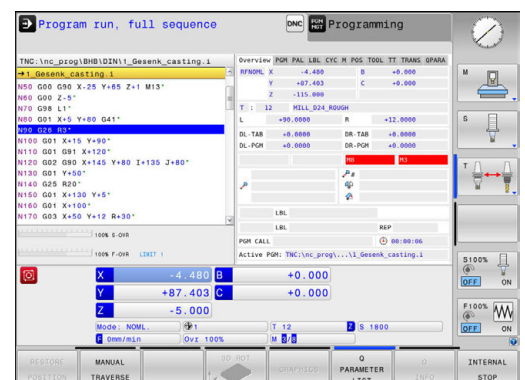 Program run, full sequence
DNC
PGM MGT
Programming
TNC:\nc_prog\BHB\DIN\1_Gesenk_casting.i
→1_Gesenk_casting.i
N50 G00 G90 X-25 Y+65 Z+1 M13*
N60 G00 Z-5*
N70 G98 L1*
N80 G01 X+5 Y+80 G41*
N90 G26 R3*
N100 G01 X+15 Y+90*
N110 G01 G91 X+120*
N120 G02 G90 X+145 Y+80 I+135 J+80*
N130 G01 Y+50*
N140 G25 R20*
N150 G01 X+130 Y+5*
N160 G01 X+100*
N170 G03 X+50 Y+12 R+30*
100% S-OVR
100% F-OVR LIMIT 1
Overview PGM PAL LBL CYC M POS TOOL TT TRANS QPARA
RFNOML X -4.480 B +0.000
Y +87.403 C +0.000
Z -115.000
T : 12 MILL_D24_ROUGH
L +90.0000 R +12.0000
DL-TAB +0.0000 DR-TAB +0.0000
DL-PGM +0.0000 DR-PGM +0.0000
M8 M3
LBL
LBL REP
PGM CALL 00:00:06
Active PGM: TNC:\nc_prog\...\1_Gesenk_casting.i
X -4.480 B +0.000
Y +87.403 C +0.000
Z -5.000
Mode: NOML. 1 T 12 Z S 1800
F 0mm/min Ovr 100% M 3/8
M
S
T
S100%
OFF ON
F100%
OFF ON
RESTORE POSITION
MANUAL TRAVERSE
3D ROT
GRAPHICS
Q PARAMETER LIST
Q INFO
INTERNAL STOP